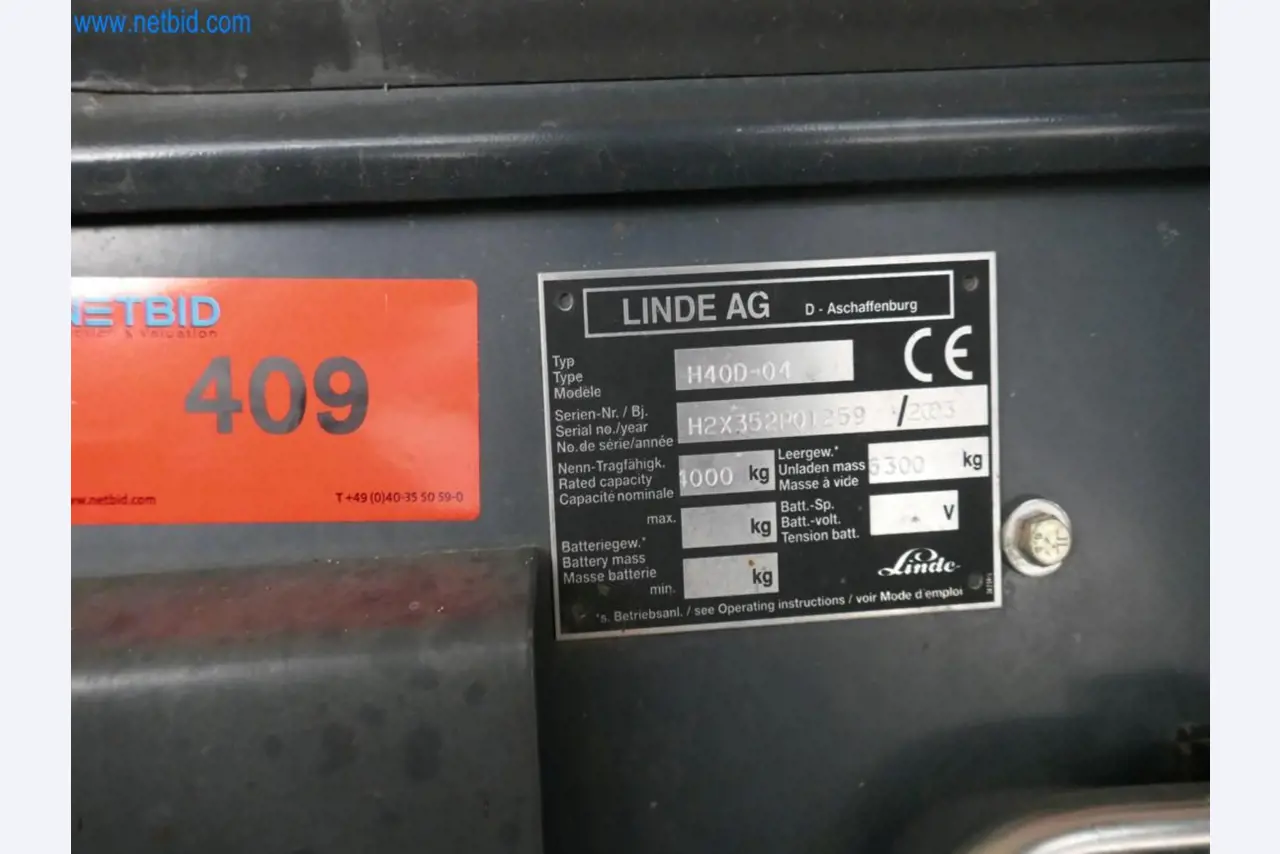 www.netbid.com
NETBID
& Valuation
409
www.netbid.com
T +49 (0)40-35 50 59-0
LINDE AG D - Aschaffenburg
Typ
Type
Modèle
H40D-04
CE
Serien-Nr. / Bj.
Serial no./year
No.de série/année
/2003
Nenn-Tragfähigk.
Rated capacity
Capacité nominale
4000 kg
Leergew.*
Unladen mass
Masse à vide
6300 kg
max. kg
Batt.-Sp.
Batt.-volt.
Tension batt.
V
Batteriegew.*
Battery mass
Masse batterie
min. kg
Linde
*s. Betriebsanl. / see Operating instructions / voir Mode d'emploi